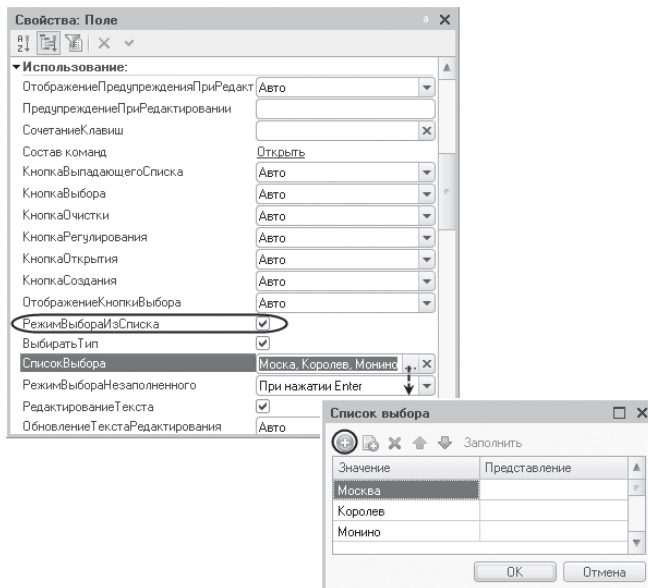 Свойства: Поле
Использование:
ОтображениеПредупрежденияПриРедакт Авто
ПредупреждениеПриРедактировании
СочетаниеКлавиш
Состав команд Открыть
КнопкаВыпадающегоСписка Авто
КнопкаВыбора Авто
КнопкаОчистки Авто
КнопкаРегулирования Авто
КнопкаОткрытия Авто
КнопкаСоздания Авто
ОтображениеКнопкиВыбора Авто
РежимВыбораИзСписка
ВыбиратьТип
СписокВыбора Моска, Королев, Монино ...
РежимВыбораНезаполненного При нажатии Enter
РедактированиеТекста
ОбновлениеТекстаРедактирования Авто
Список выбора
Заполнить
Значение Представление
Москва
Королев
Монино
OK Отмена